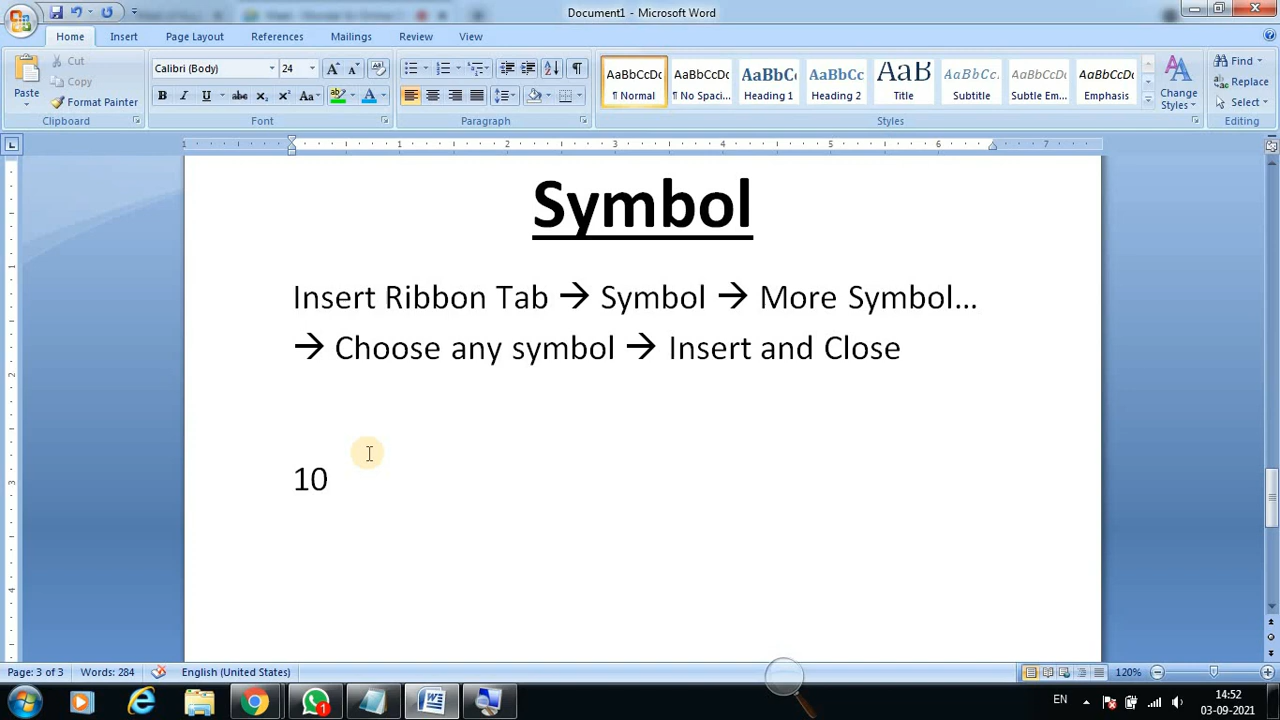 Document1 - Microsoft Word
Home Insert Page Layout References Mailings Review View
Paste
Cut
Copy
Format Painter
Clipboard
Calibri (Body) 24
Font
Paragraph
AaBbCcDc AaBbCcDc AaBbC AaBbCc AaB AaBbCc. AaBbCcDc AaBbCcDc
¶ Normal ¶ No Spaci... Heading 1 Heading 2 Title Subtitle Subtle Em... Emphasis
Change
Styles
Styles
Find
Replace
Select
Editing
Symbol
Insert Ribbon Tab → Symbol → More Symbol...
→ Choose any symbol → Insert and Close
10
Page: 3 of 3 Words: 284 English (United States) 120%
EN 14:52
03-09-2021